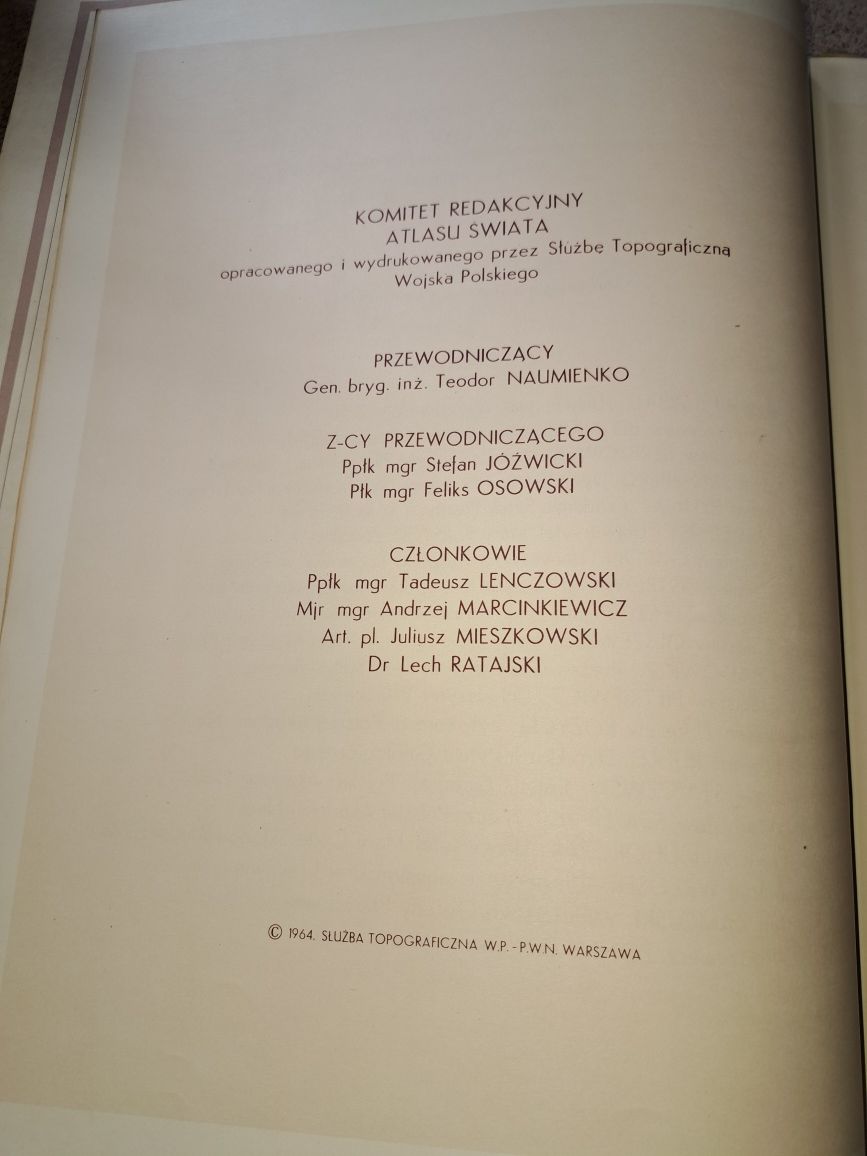 KOMITET REDAKCYJNY
ATLASU ŚWIATA
opracowanego i wydrukowanego przez Służbę Topograficzną
Wojska Polskiego
PRZEWODNICZĄCY
Gen. bryg. inż. Teodor NAUMIENKO
Z-CY PRZEWODNICZĄCEGO
Ppłk mgr Stefan JÓŹWICKI
Płk mgr Feliks OSOWSKI
CZŁONKOWIE
Ppłk mgr Tadeusz LENCZOWSKI
Mjr mgr Andrzej MARCINKIEWICZ
Art. pl. Juliusz MIESZKOWSKI
Dr Lech RATAJSKI
© 1964. SŁUŻBA TOPOGRAFICZNA W.P. - P.W.N. WARSZAWA